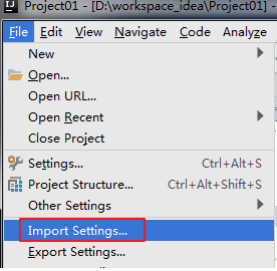 Project01 - [D:\workspace_idea\Project01] -
File Edit View Navigate Code Analyze
New
Open...
Open URL...
Open Recent
Close Project
Settings... Ctrl+Alt+S
Project Structure... Ctrl+Alt+Shift+S
Other Settings
Import Settings...
Export Settings...